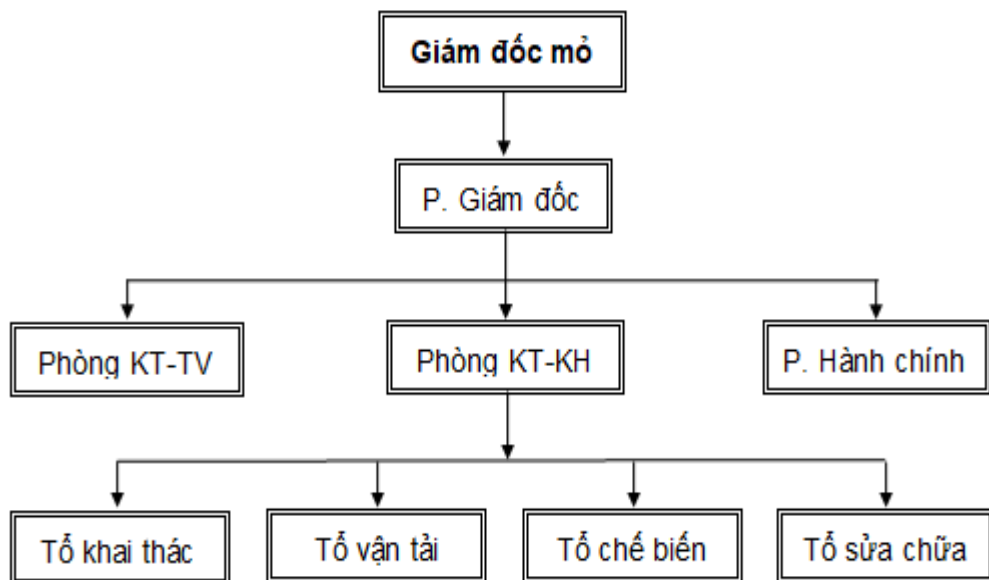 Giám đốc mỏ
P. Giám đốc
Phòng KT-TV
Phòng KT-KH
P. Hành chính
Tổ khai thác
Tổ vận tải
Tổ chế biến
Tổ sửa chữa